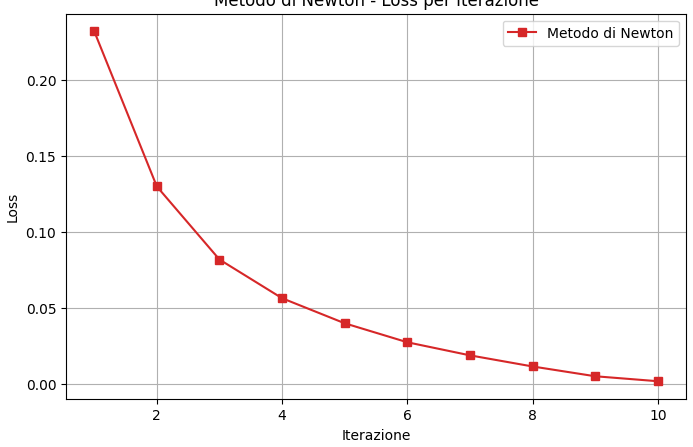 Metodo di Newton - Loss per Iterazione
Metodo di Newton
Loss
0.20
0.15
0.10
0.05
0.00
2 4 6 8 10
Iterazione